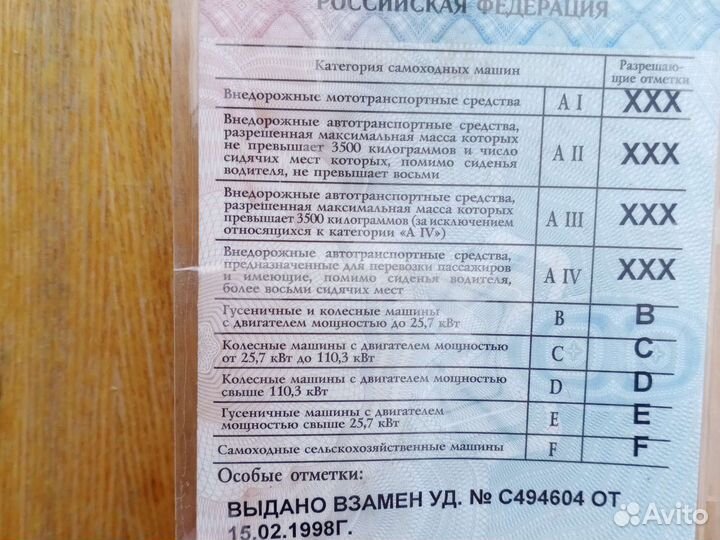 РОССИЙСКАЯ ФЕДЕРАЦИЯ
Категория самоходных машин
Разрешаю-
щие отметки
Внедорожные мототранспортные средства A I XXX
Внедорожные автотранспортные средства,
разрешенная максимальная масса которых
не превышает 3500 килограммов и число
сидячих мест которых, помимо сиденья
водителя, не превышает восьми
A II XXX
Внедорожные автотранспортные средства,
разрешенная максимальная масса которых
превышает 3500 килограммов (за исключением
относящихся к категории «A IV»)
A III XXX
Внедорожные автотранспортные средства,
предназначенные для перевозки пассажиров
и имеющие, помимо сиденья водителя,
более восьми сидячих мест
A IV XXX
Гусеничные и колесные машины
с двигателем мощностью до 25,7 кВт
B B
Колесные машины с двигателем мощностью
от 25,7 кВт до 110,3 кВт
C C
Колесные машины с двигателем мощностью
свыше 110,3 кВт
D D
Гусеничные машины с двигателем
мощностью свыше 25,7 кВт
E E
Самоходные сельскохозяйственные машины F F
Особые отметки:
ВЫДАНО ВЗАМЕН УД. № С494604 ОТ
15.02.1998Г.
Avito